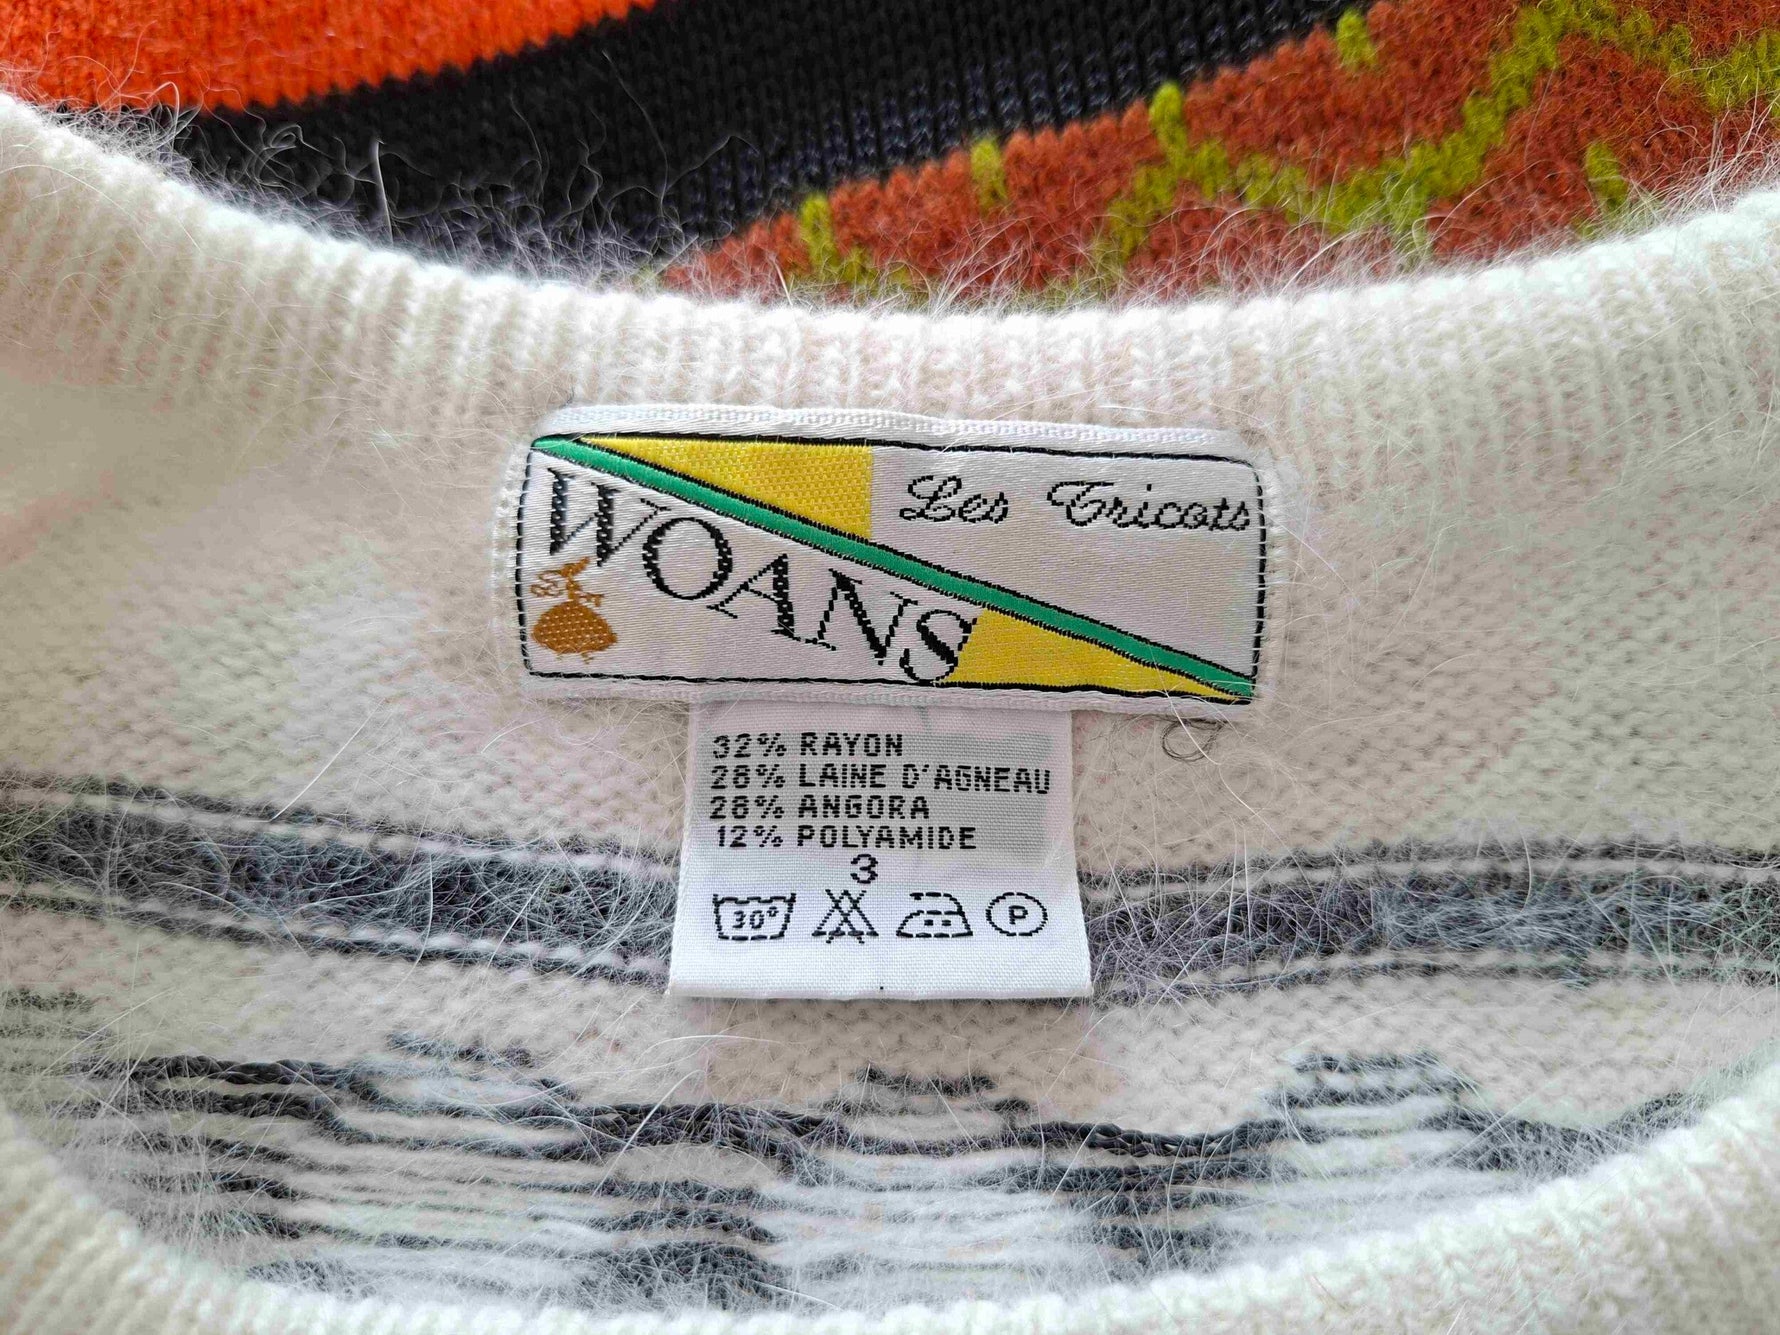 Les Tricots
WOANS
32% RAYON
28% LAINE D'AGNEAU
28% ANGORA
12% POLYAMIDE
3
30°
P